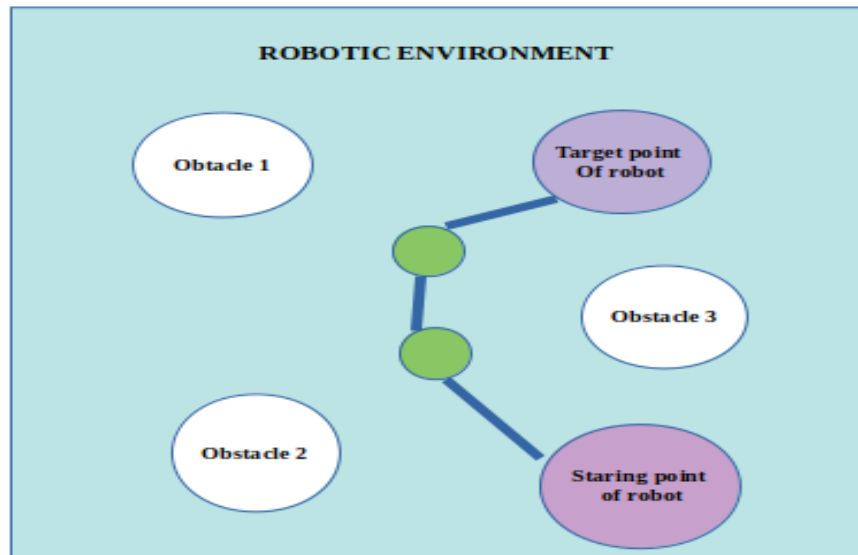 ROBOTIC ENVIRONMENT
Obtacle 1
Target point
Of robot
Obstacle 3
Obstacle 2
Staring point
of robot